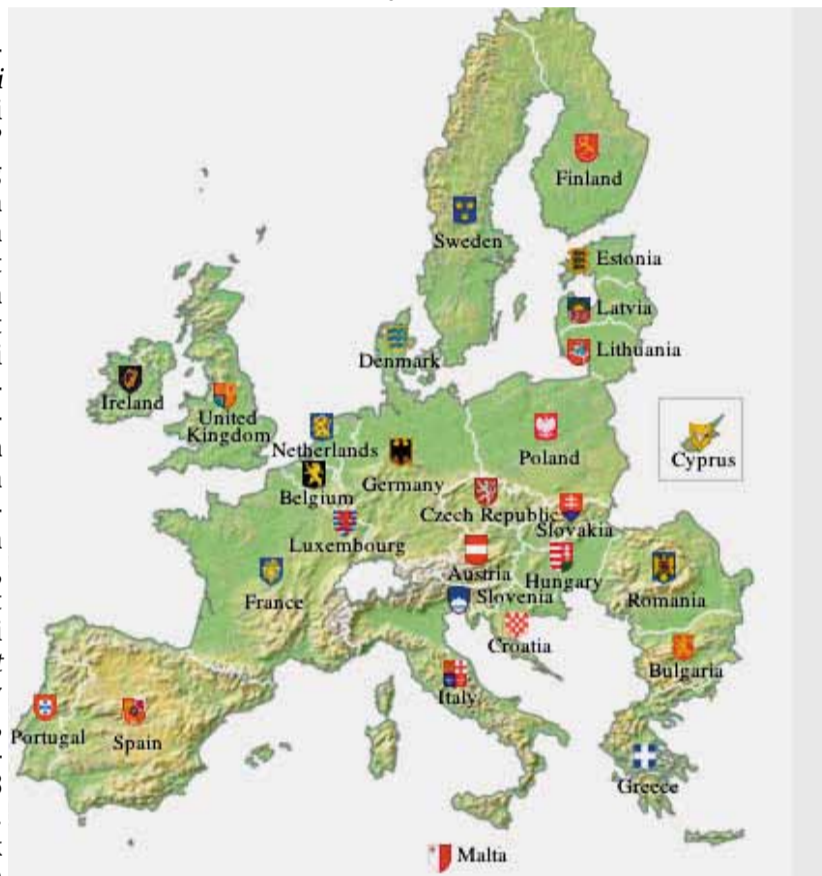 Finland
Sweden
Estonia
Latvia
Lithuania
Denmark
Ireland
United
Kingdom
Netherlands
Belgium
Germany
Poland
Cyprus
Luxembourg
Czech Republic
Slovakia
Austria
Hungary
France
Slovenia
Romania
Croatia
Bulgaria
Italy
Portugal
Spain
Greece
Malta